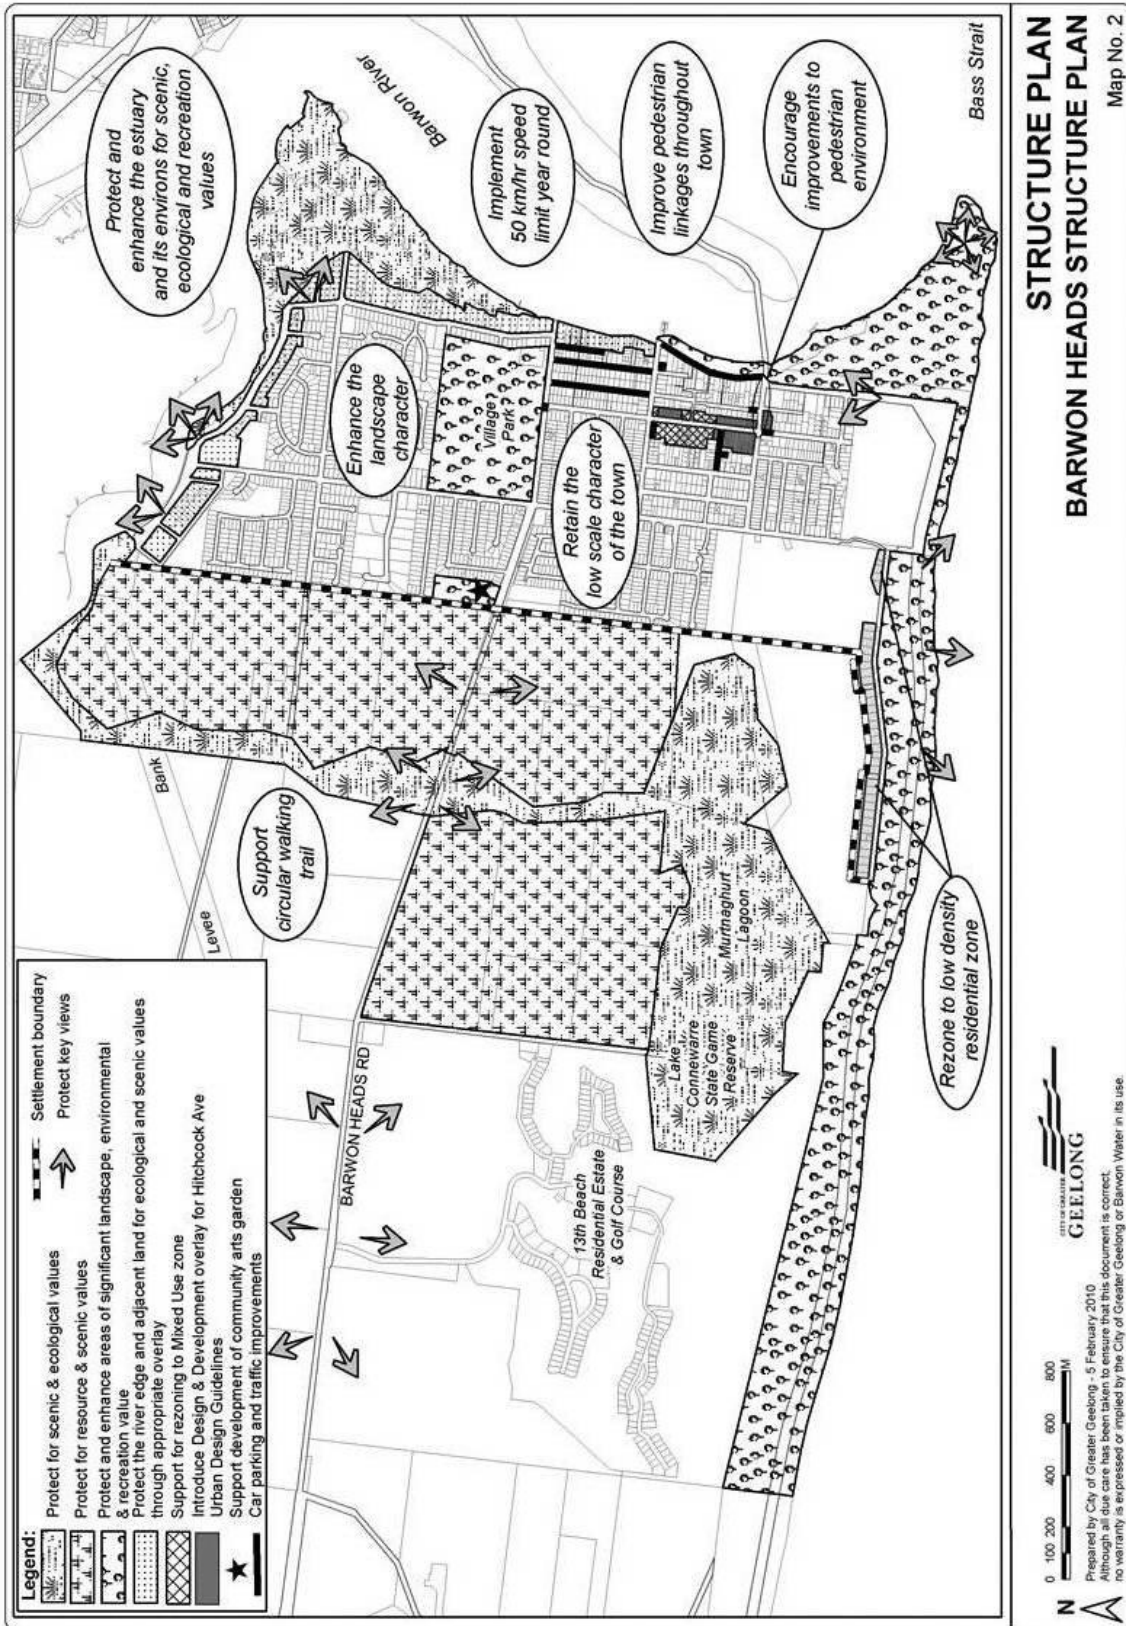 Legend:
Protect for scenic & ecological values
Protect for resource & scenic values
Protect and enhance areas of significant landscape, environmental
& recreation value
Protect the river edge and adjacent land for ecological and scenic values
through appropriate overlay
Support for rezoning to Mixed Use zone
Introduce Design & Development overlay for Hitchcock Ave
Urban Design Guidelines
Support development of community arts garden
Car parking and traffic improvements
Settlement boundary
Protect key views
Protect and
enhance the estuary
and its environs for scenic,
ecological and recreation
values
Barwon River
Implement
50 km/hr speed
limit year round
Improve pedestrian
linkages throughout
town
Encourage
improvements to
pedestrian
environment
Bass Strait
Enhance the
landscape
character
Village
Park
Retain the
low scale character
of the town
Bank
Levee
Support
circular walking
trail
BARWON HEADS RD
Lake
Connewarre
State Game
Reserve
Murtnaghurt
Lagoon
13th Beach
Residential Estate
& Golf Course
Rezone to low density
residential zone
STRUCTURE PLAN
BARWON HEADS STRUCTURE PLAN
Map No. 2
N
0 100 200 400 600 800
M
CITY OF GREATER
GEELONG
Prepared by City of Greater Geelong - 5 February 2010
Although all due care has been taken to ensure that this document is correct,
no warranty is expressed or implied by the City of Greater Geelong or Barwon Water in its use.